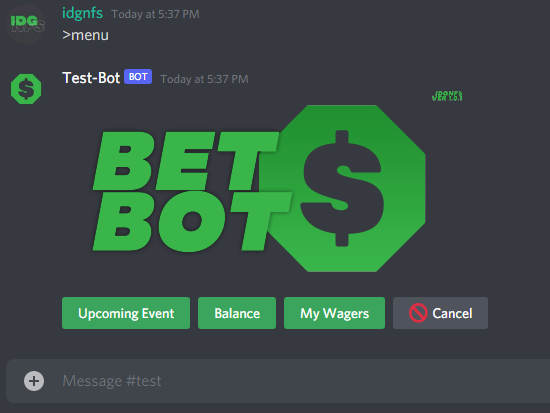 IDG
idgnfs Today at 5:37 PM
>menu
Test-Bot BOT Today at 5:37 PM
IDGNFS
VER 1.0.1
BET
BOT $
Upcoming Event Balance My Wagers Cancel
Message #test